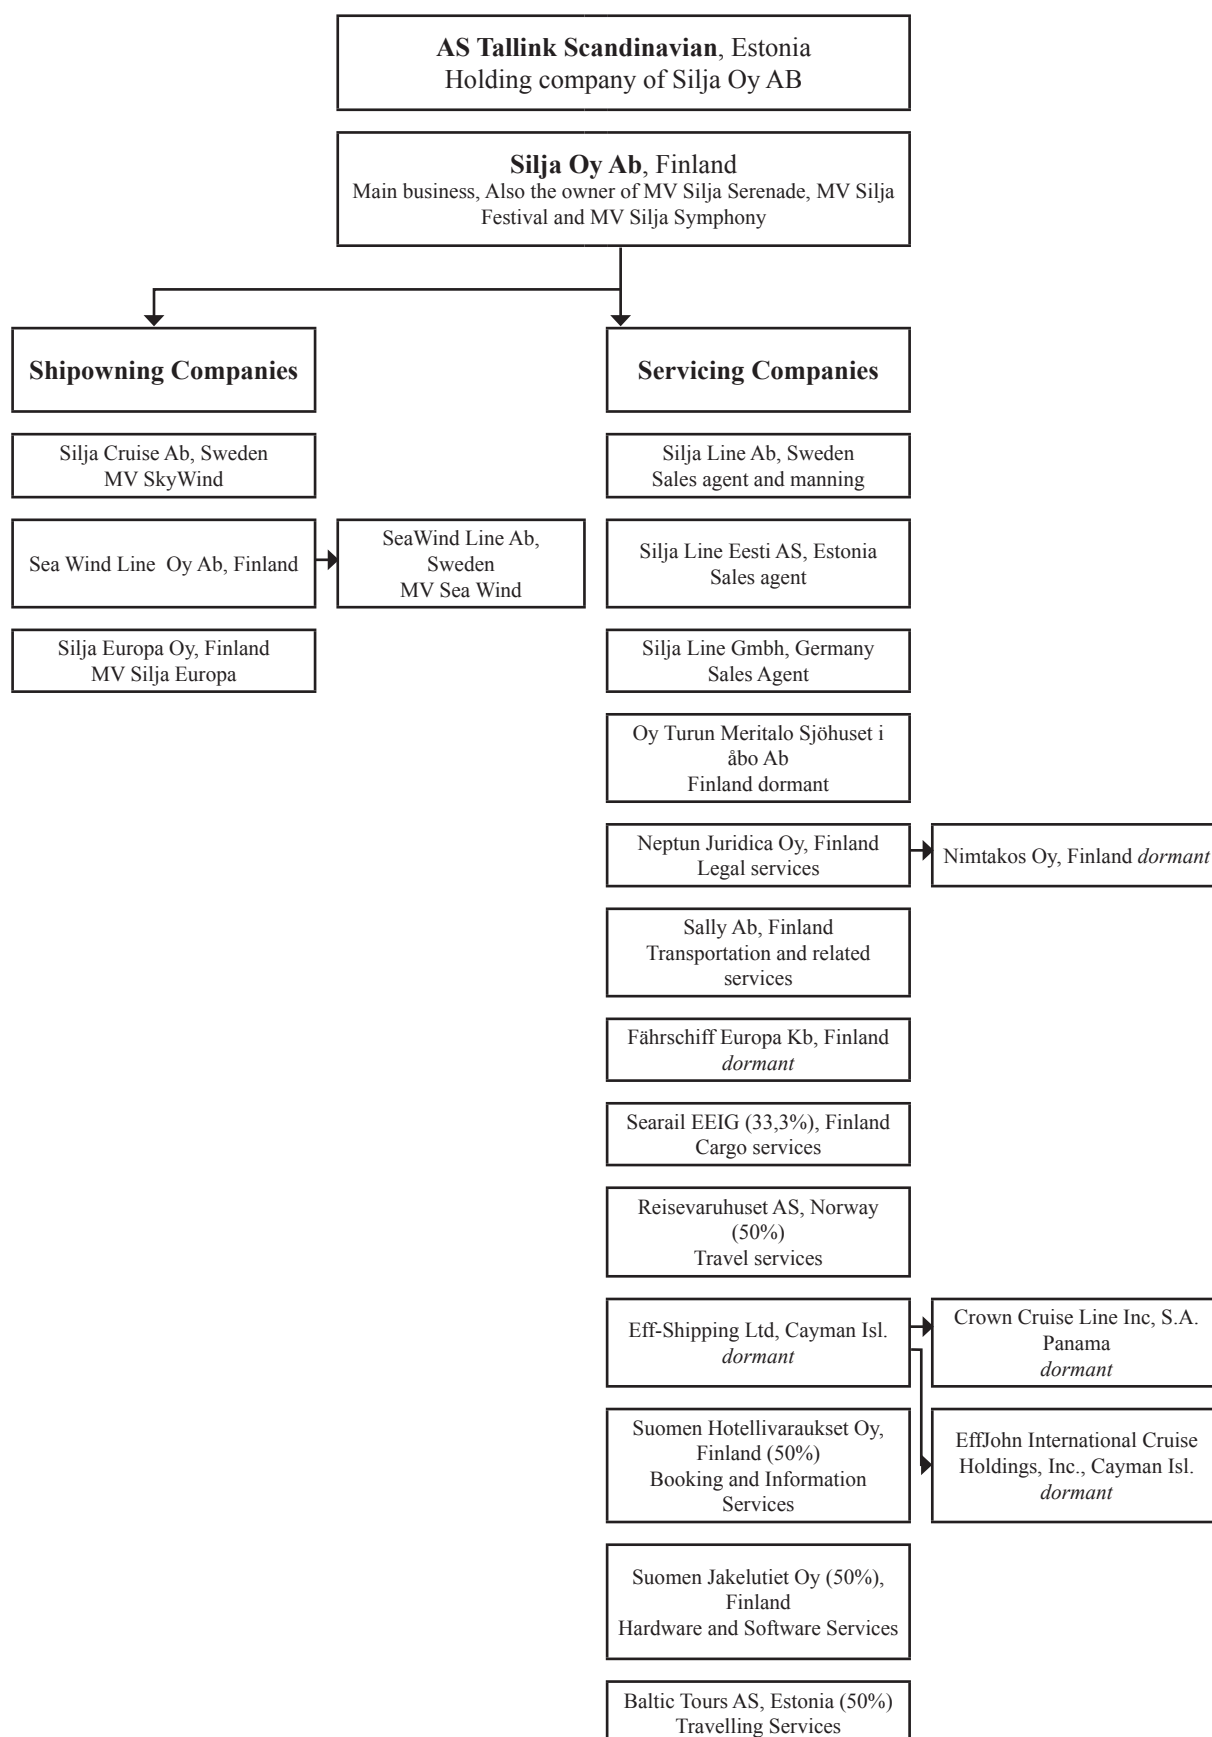 AS Tallink Scandinavian, Estonia
Holding company of Silja Oy AB
Silja Oy Ab, Finland
Main business, Also the owner of MV Silja Serenade, MV Silja
Festival and MV Silja Symphony
Shipowning Companies
Servicing Companies
Silja Cruise Ab, Sweden
MV SkyWind
Sea Wind Line Oy Ab, Finland
SeaWind Line Ab,
Sweden
MV Sea Wind
Silja Europa Oy, Finland
MV Silja Europa
Silja Line Ab, Sweden
Sales agent and manning
Silja Line Eesti AS, Estonia
Sales agent
Silja Line Gmbh, Germany
Sales Agent
Oy Turun Meritalo Sjöhuset i
åbo Ab
Finland dormant
Neptun Juridica Oy, Finland
Legal services
Nimtakos Oy, Finland dormant
Sally Ab, Finland
Transportation and related
services
Fährschiff Europa Kb, Finland
dormant
Searail EEIG (33,3%), Finland
Cargo services
Reisevaruhuset AS, Norway
(50%)
Travel services
Eff-Shipping Ltd, Cayman Isl.
dormant
Crown Cruise Line Inc, S.A.
Panama
dormant
EffJohn International Cruise
Holdings, Inc., Cayman Isl.
dormant
Suomen Hotellivaraukset Oy,
Finland (50%)
Booking and Information
Services
Suomen Jakelutiet Oy (50%),
Finland
Hardware and Software Services
Baltic Tours AS, Estonia (50%)
Travelling Services